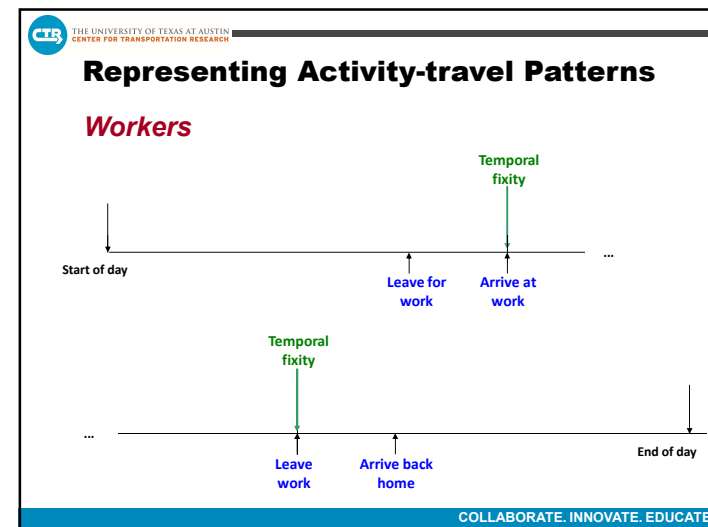 CTR
THE UNIVERSITY OF TEXAS AT AUSTIN
CENTER FOR TRANSPORTATION RESEARCH
Representing Activity-travel Patterns
Workers
Temporal
fixity
...
Start of day
Leave for
work
Arrive at
work
Temporal
fixity
...
End of day
Leave
work
Arrive back
home
COLLABORATE. INNOVATE. EDUCATE